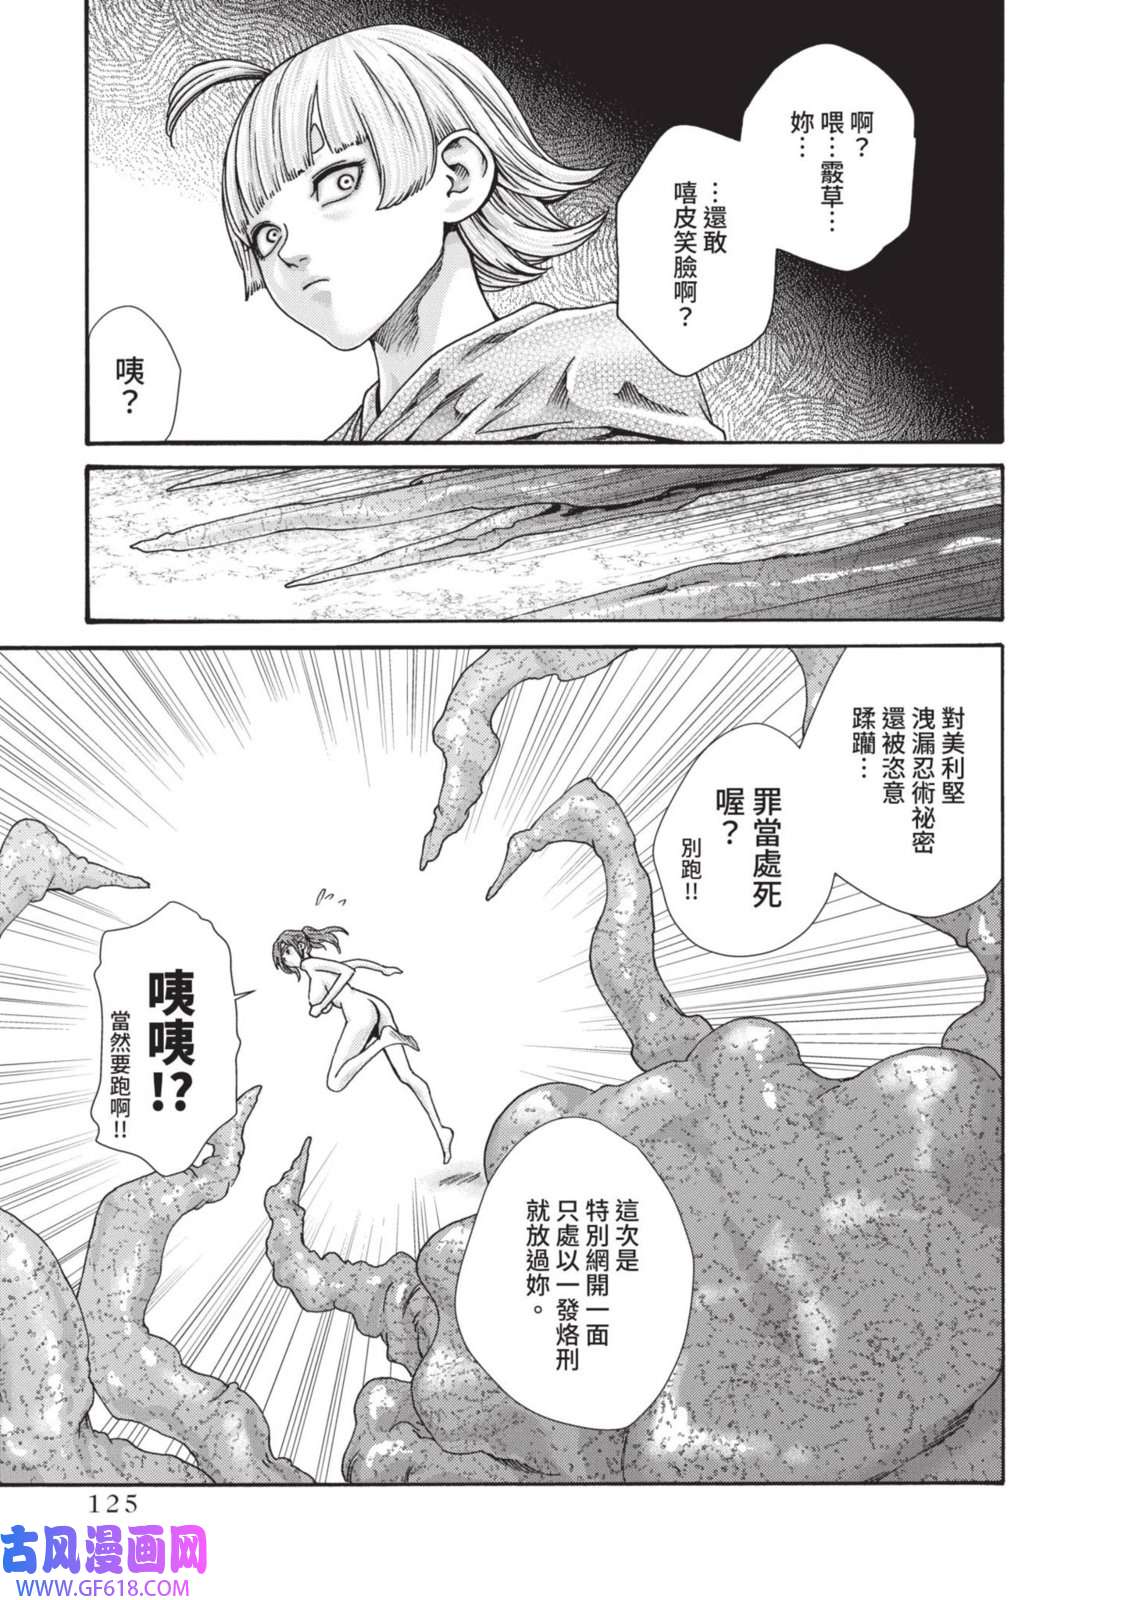 啊？
喂…霰草…
妳…
…還敢
嘻皮笑臉啊？
咦？
對美利堅
洩漏忍術祕密
還被恣意
蹂躪…
罪當處死
喔？
別跑!!
咦咦!?
當然要跑啊!!
這次是
特別網開一面
只處以一發烙刑
就放過妳。
125
古风漫画网
WWW.GF618.COM